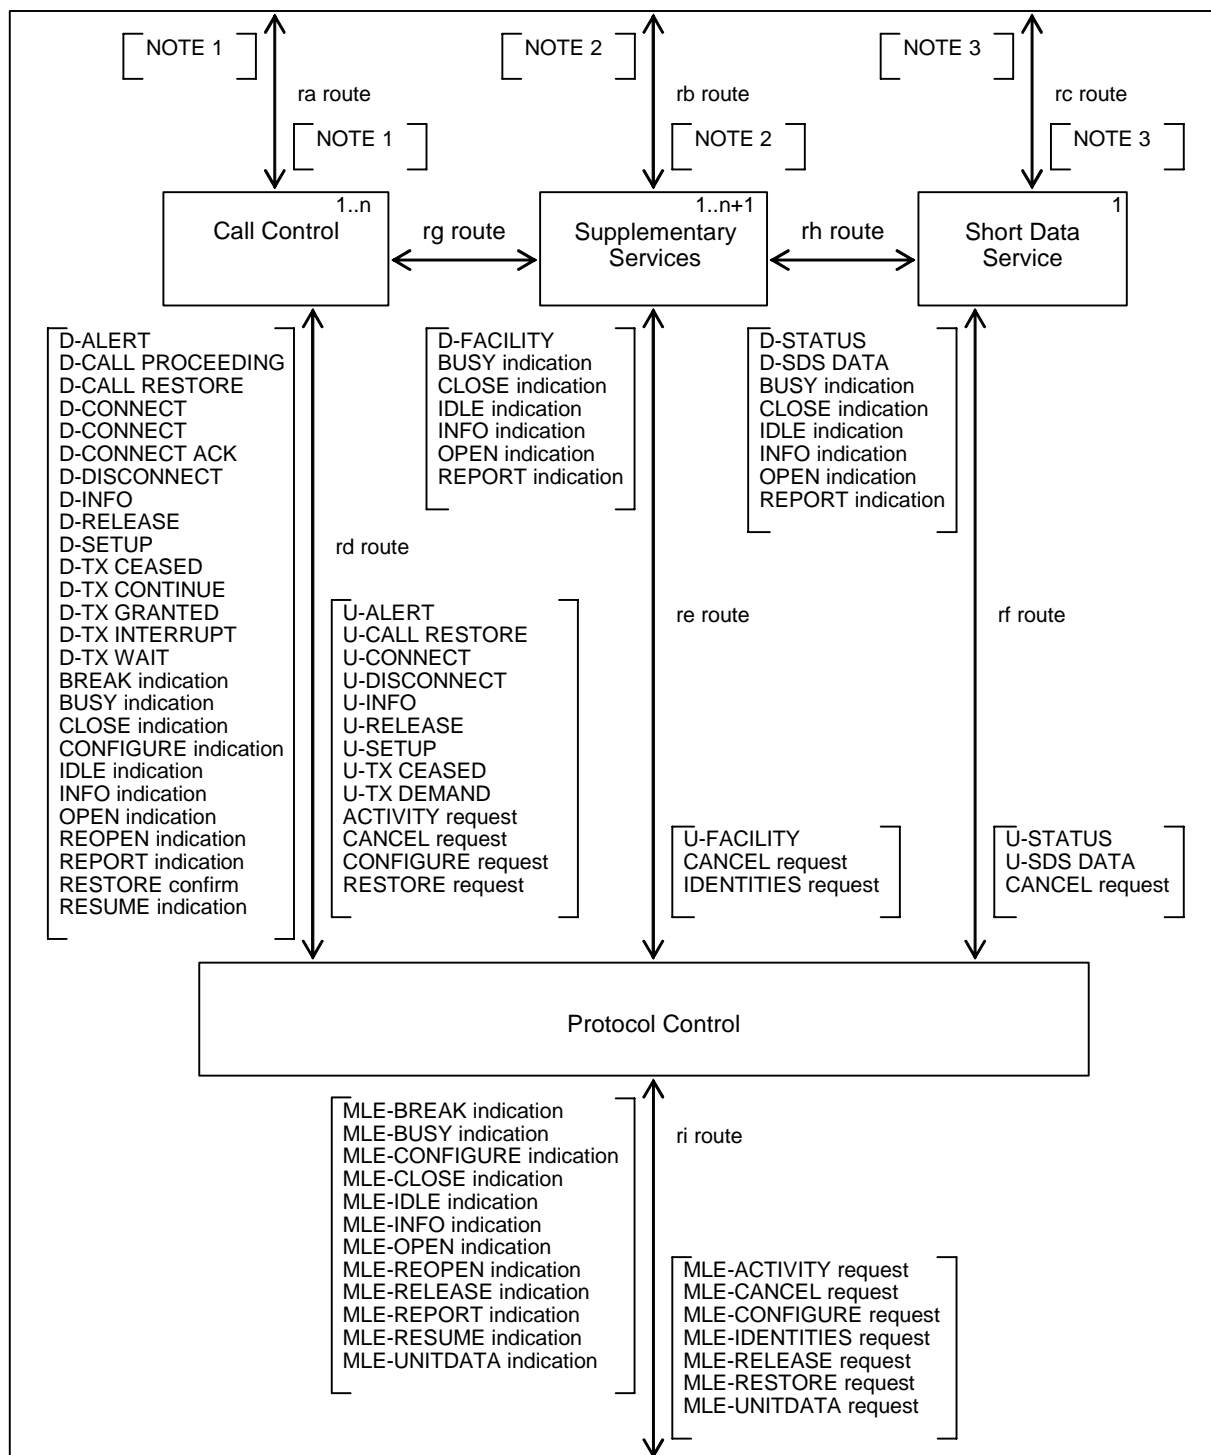 NOTE 1
NOTE 2
NOTE 3
ra route
rb route
rc route
NOTE 1
NOTE 2
NOTE 3
1..n
Call Control
rg route
1..n+1
Supplementary
Services
rh route
1
Short Data
Service
D-ALERT
D-CALL PROCEEDING
D-CALL RESTORE
D-CONNECT
D-CONNECT
D-CONNECT ACK
D-DISCONNECT
D-INFO
D-RELEASE
D-SETUP
D-TX CEASED
D-TX CONTINUE
D-TX GRANTED
D-TX INTERRUPT
D-TX WAIT
BREAK indication
BUSY indication
CLOSE indication
CONFIGURE indication
IDLE indication
INFO indication
OPEN indication
REOPEN indication
REPORT indication
RESTORE confirm
RESUME indication
rd route
U-ALERT
U-CALL RESTORE
U-CONNECT
U-DISCONNECT
U-INFO
U-RELEASE
U-SETUP
U-TX CEASED
U-TX DEMAND
ACTIVITY request
CANCEL request
CONFIGURE request
RESTORE request
D-FACILITY
BUSY indication
CLOSE indication
IDLE indication
INFO indication
OPEN indication
REPORT indication
re route
U-FACILITY
CANCEL request
IDENTITIES request
D-STATUS
D-SDS DATA
BUSY indication
CLOSE indication
IDLE indication
INFO indication
OPEN indication
REPORT indication
rf route
U-STATUS
U-SDS DATA
CANCEL request
Protocol Control
MLE-BREAK indication
MLE-BUSY indication
MLE-CONFIGURE indication
MLE-CLOSE indication
MLE-IDLE indication
MLE-INFO indication
MLE-OPEN indication
MLE-REOPEN indication
MLE-RELEASE indication
MLE-REPORT indication
MLE-RESUME indication
MLE-UNITDATA indication
ri route
MLE-ACTIVITY request
MLE-CANCEL request
MLE-CONFIGURE request
MLE-IDENTITIES request
MLE-RELEASE request
MLE-RESTORE request
MLE-UNITDATA request